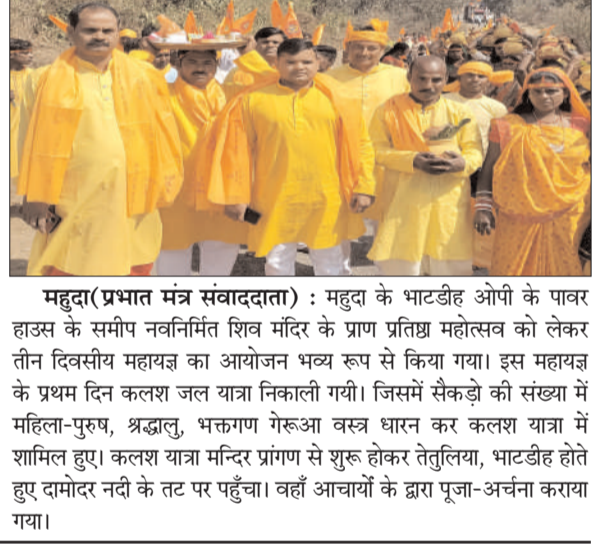 महुदा(प्रभात मंत्र संवाददाता) : महुदा के भाटडीह ओपी के पावर
हाउस के समीप नवनिर्मित शिव मंदिर के प्राण प्रतिष्ठा महोत्सव को लेकर
तीन दिवसीय महायज्ञ का आयोजन भव्य रूप से किया गया। इस महायज्ञ
के प्रथम दिन कलश जल यात्रा निकाली गयी। जिसमें सैकड़ो की संख्या में
महिला-पुरुष, श्रद्धालु, भक्तगण गेरूआ वस्त्र धारन कर कलश यात्रा में
शामिल हुए। कलश यात्रा मन्दिर प्रांगण से शुरू होकर तेतुलिया, भाटडीह होते
हुए दामोदर नदी के तट पर पहुँचा। वहाँ आचार्यो के द्वारा पूजा-अर्चना कराया
गया।